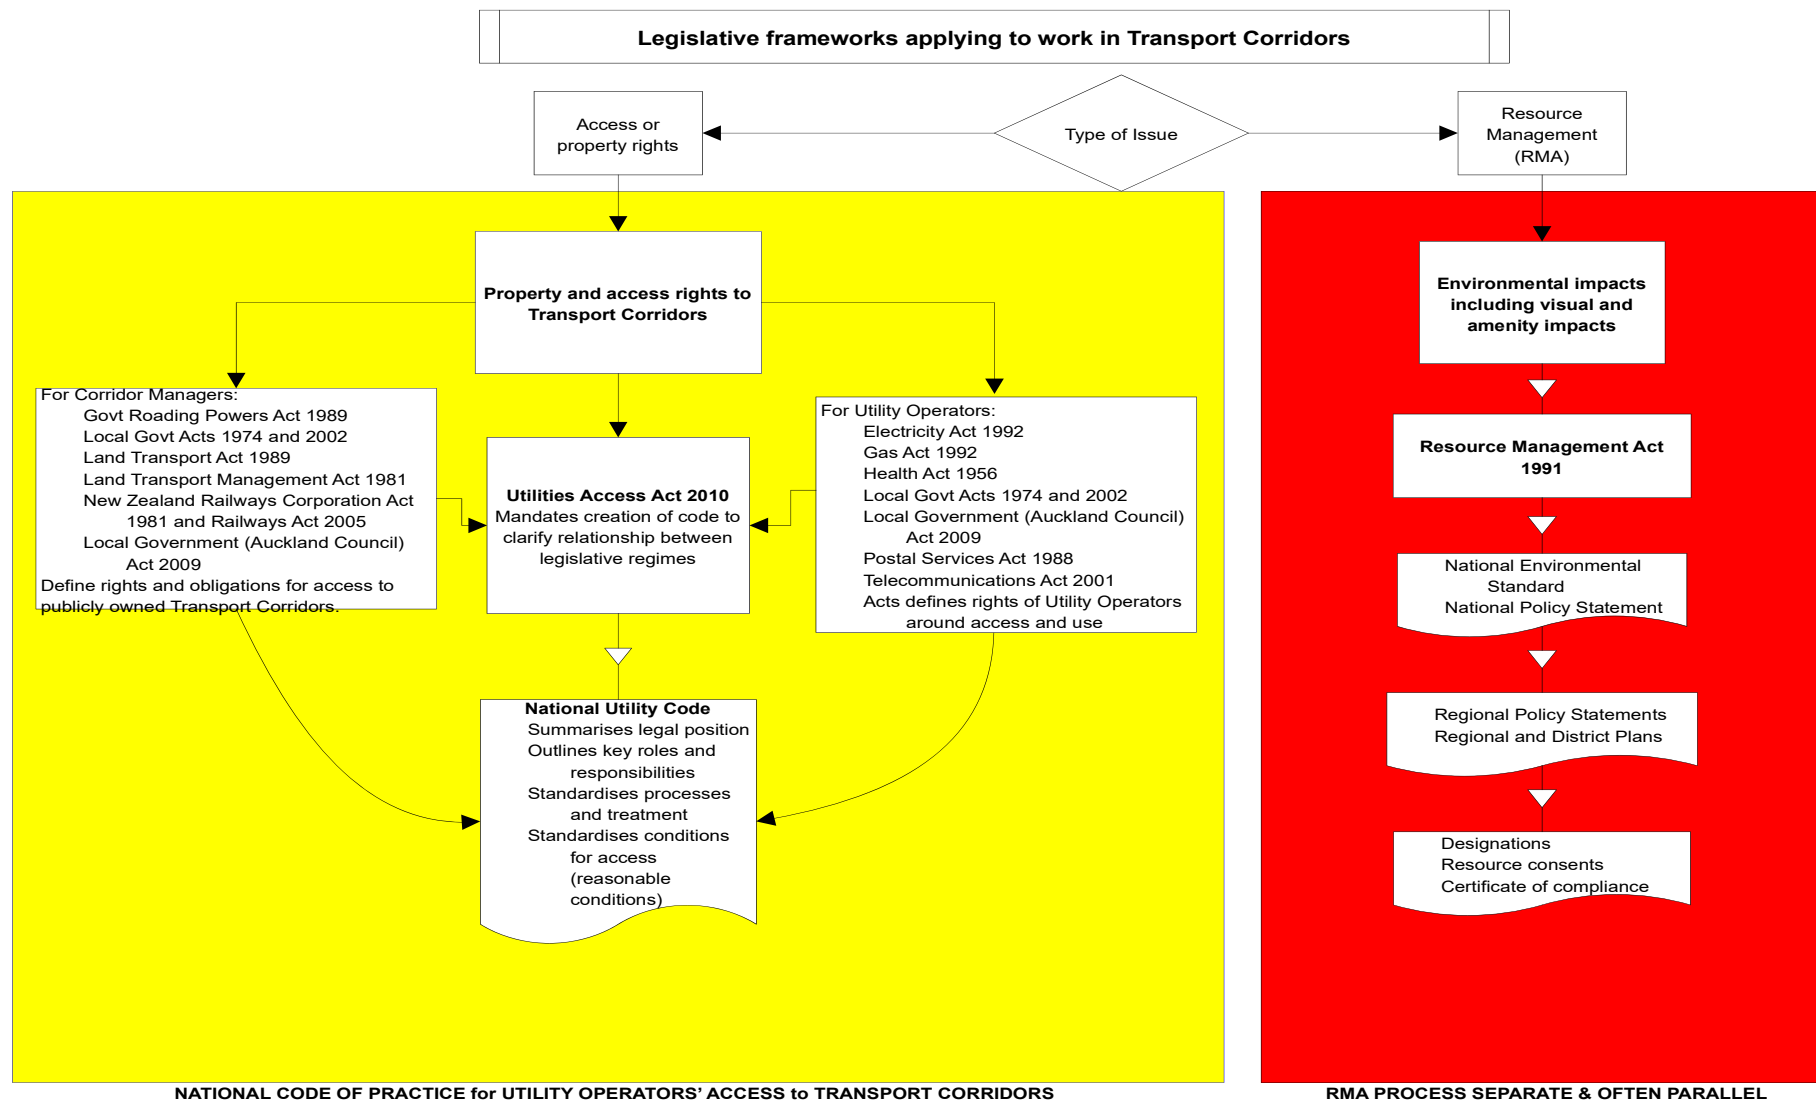 Legislative frameworks applying to work in Transport Corridors
Access or
property rights
Type of Issue
Resource
Management
(RMA)
Property and access rights to
Transport Corridors
For Corridor Managers:
Govt Roading Powers Act 1989
Local Govt Acts 1974 and 2002
Land Transport Act 1989
Land Transport Management Act 1981
New Zealand Railways Corporation Act
1981 and Railways Act 2005
Local Government (Auckland Council)
Act 2009
Define rights and obligations for access to
publicly owned Transport Corridors.
Utilities Access Act 2010
Mandates creation of code to
clarify relationship between
legislative regimes
For Utility Operators:
Electricity Act 1992
Gas Act 1992
Health Act 1956
Local Govt Acts 1974 and 2002
Local Government (Auckland Council)
Act 2009
Postal Services Act 1988
Telecommunications Act 2001
Acts defines rights of Utility Operators
around access and use
National Utility Code
Summarises legal position
Outlines key roles and
responsibilities
Standardises processes
and treatment
Standardises conditions
for access
(reasonable
conditions)
NATIONAL CODE OF PRACTICE for UTILITY OPERATORS’ ACCESS to TRANSPORT CORRIDORS
Environmental impacts
including visual and
amenity impacts
Resource Management Act
1991
National Environmental
Standard
National Policy Statement
Regional Policy Statements
Regional and District Plans
Designations
Resource consents
Certificate of compliance
RMA PROCESS SEPARATE & OFTEN PARALLEL